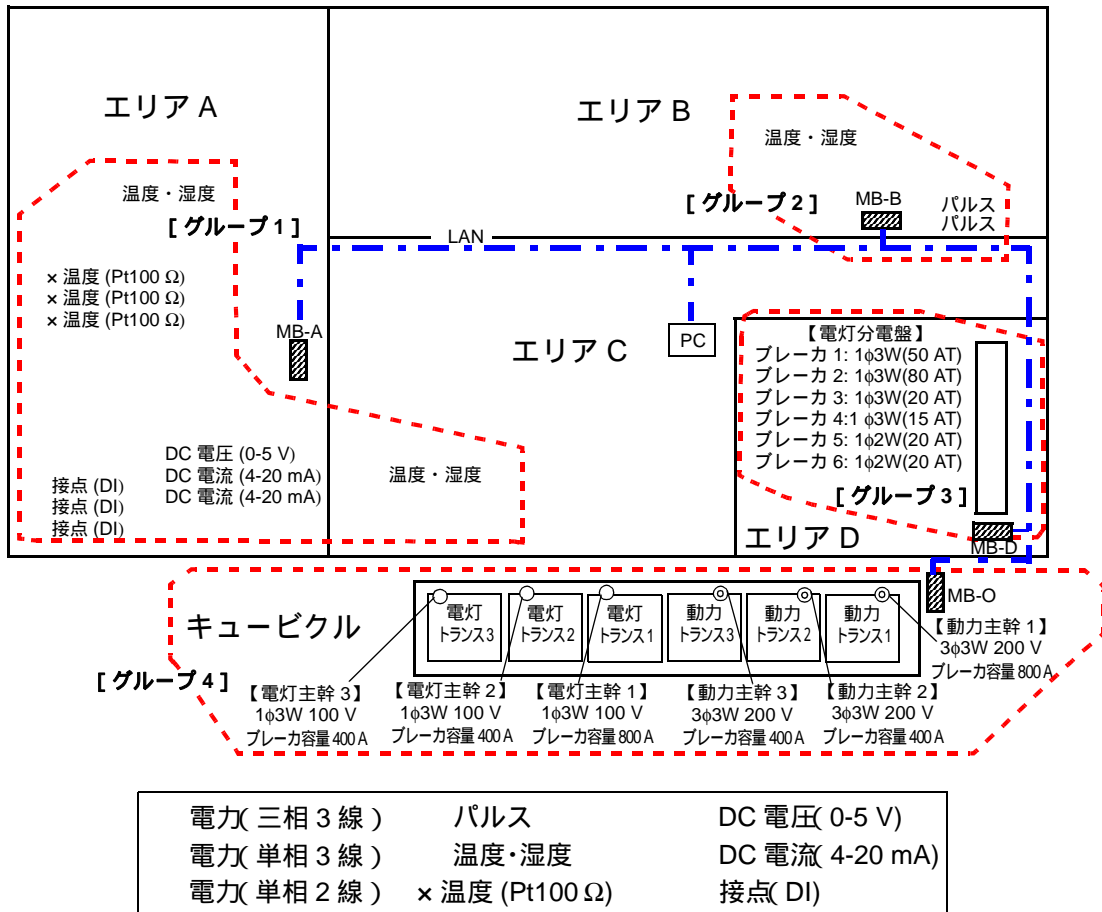 エリア A
温度・湿度
[ グループ 1 ]
× 温度 (Pt100 Ω)
× 温度 (Pt100 Ω)
× 温度 (Pt100 Ω)
MB-A
DC 電圧 (0-5 V)
DC 電流 (4-20 mA)
DC 電流 (4-20 mA)
接点 (DI)
接点 (DI)
接点 (DI)
温度・湿度
エリア B
温度・湿度
[ グループ 2 ]
MB-B
パルス
パルス
LAN
エリア C
PC
【電灯分電盤】
ブレーカ 1: 1ϕ3W(50 AT)
ブレーカ 2: 1ϕ3W(80 AT)
ブレーカ 3: 1ϕ3W(20 AT)
ブレーカ 4:1 ϕ3W(15 AT)
ブレーカ 5: 1ϕ2W(20 AT)
ブレーカ 6: 1ϕ2W(20 AT)
[ グループ 3 ]
エリア D
MB-D
MB-O
キュービクル
[ グループ 4 ]
電灯
トランス3
電灯
トランス2
電灯
トランス1
動力
トランス3
動力
トランス2
動力
トランス1
【動力主幹 1】
3ϕ3W 200 V
ブレーカ容量 800 A
【電灯主幹 3】
1ϕ3W 100 V
ブレーカ容量 400 A
【電灯主幹 2】
1ϕ3W 100 V
ブレーカ容量 400 A
【電灯主幹 1】
1ϕ3W 100 V
ブレーカ容量 800 A
【動力主幹 3】
3ϕ3W 200 V
ブレーカ容量 400 A
【動力主幹 2】
3ϕ3W 200 V
ブレーカ容量 400 A
電力( 三相 3 線 ) パルス DC 電圧( 0-5 V)
電力( 単相 3 線 ) 温度・湿度 DC 電流( 4-20 mA)
電力( 単相 2 線 ) × 温度 (Pt100 Ω) 接点( DI)